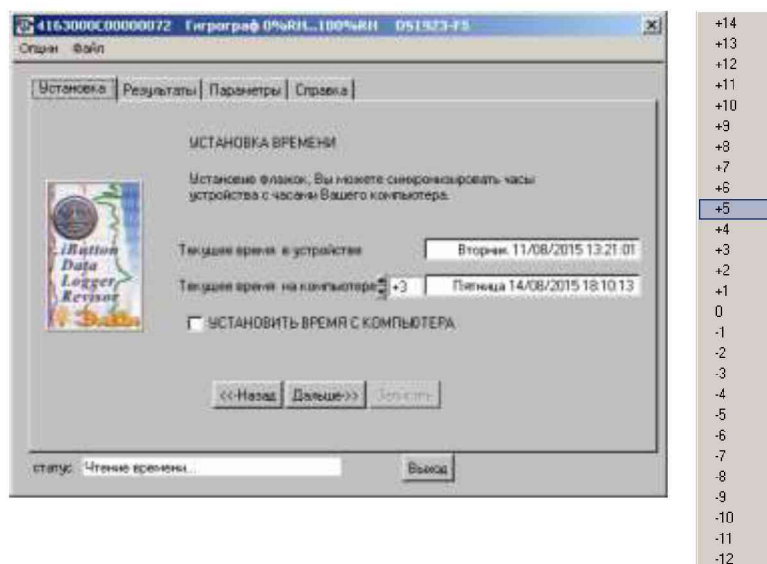 4163000C00000072 Гигрограф 0%RH...100%RH DS1923-F5
Опции Файл
Установка Результаты Параметры Справка
УСТАНОВКА ВРЕМЕНИ
Установив флажок, Вы можете синхронизировать часы
устройства с часами Вашего компьютера.
iButton
Data
Logger
Revisor
Текущее время в устройстве Вторник 11/08/2015 13:21:01
Текущее время на компьютере +3 Пятница 14/08/2015 18:10:13
УСТАНОВИТЬ ВРЕМЯ С КОМПЬЮТЕРА
<<-Назад Дальше->> Записать
статус Чтение времени... Выход
+14
+13
+12
+11
+10
+9
+8
+7
+6
+5
+4
+3
+2
+1
0
-1
-2
-3
-4
-5
-6
-7
-8
-9
-10
-11
-12